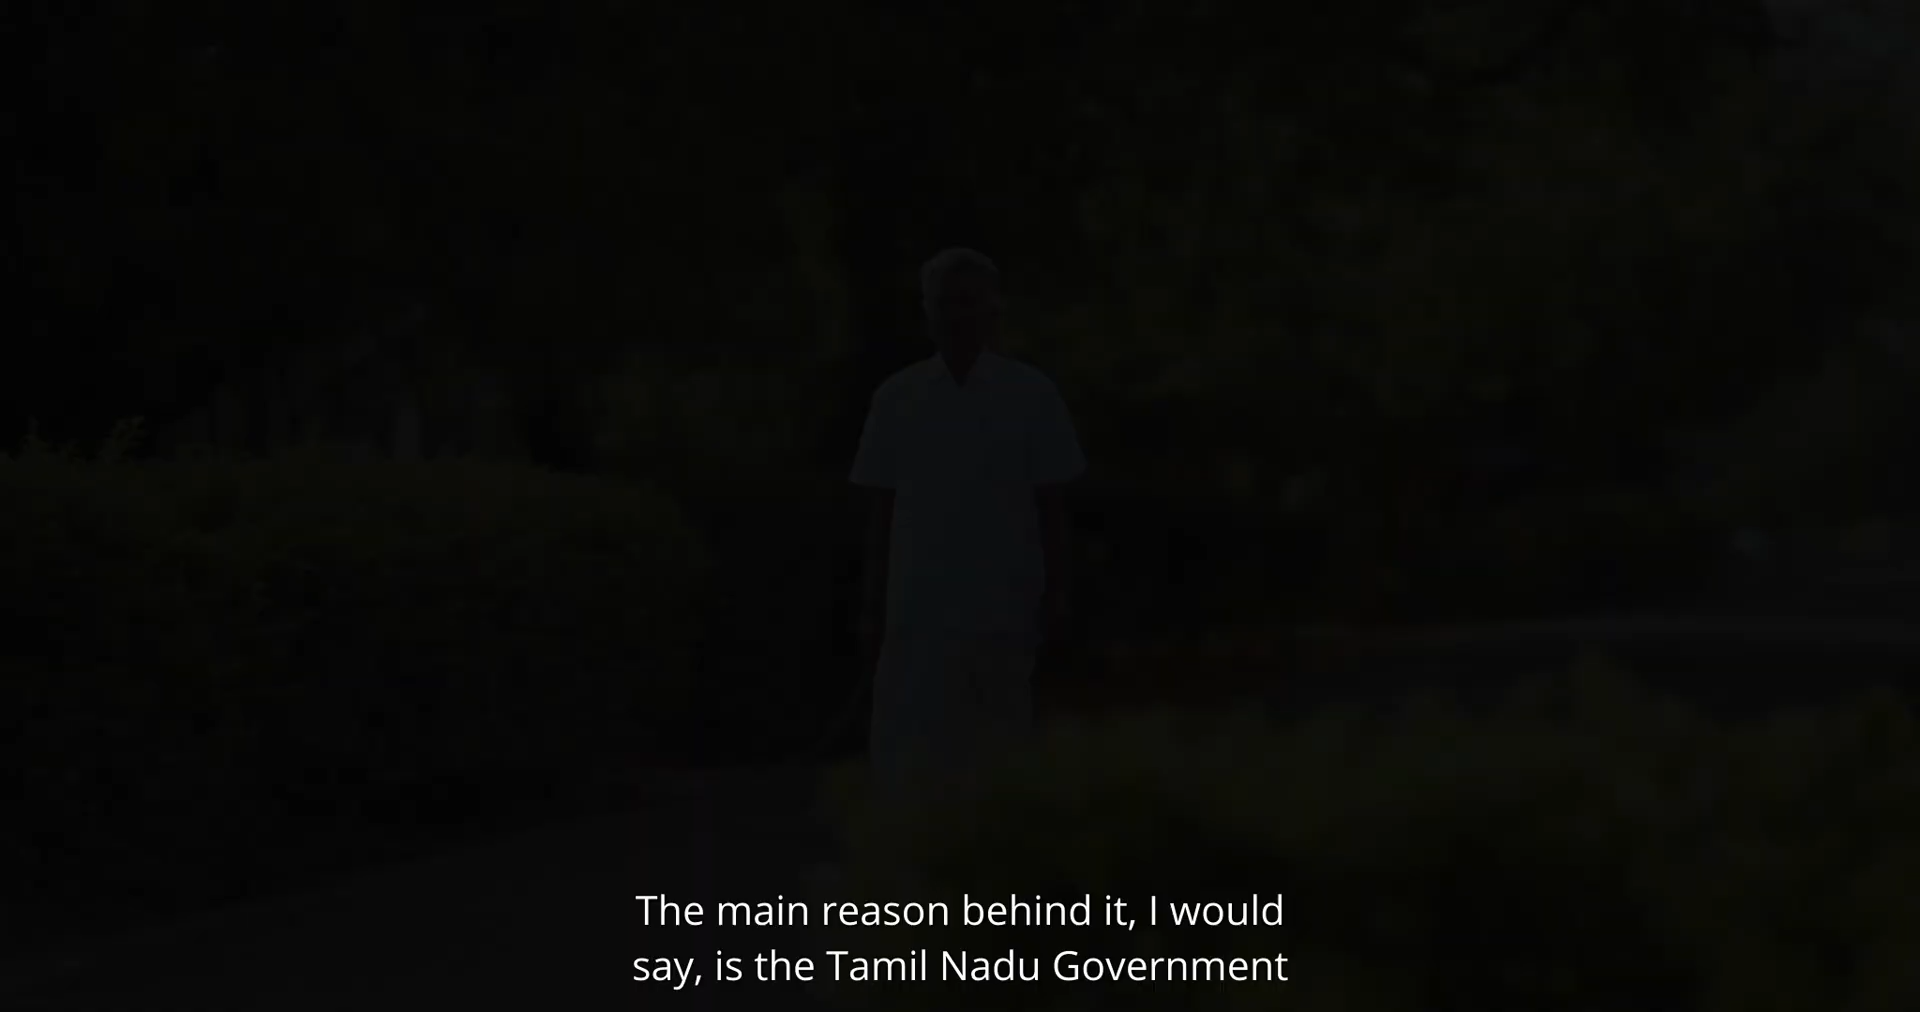 The main reason behind it, I would
say, is the Tamil Nadu Government